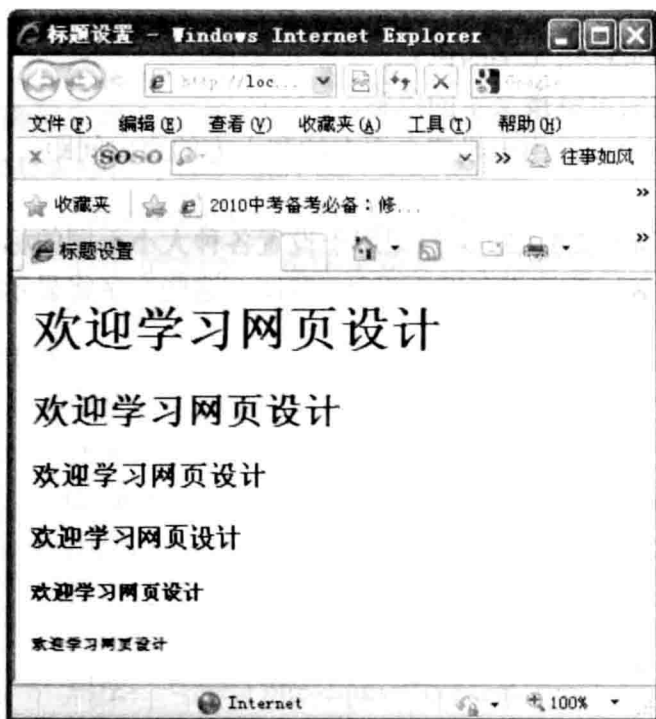 标题设置 - Windows Internet Explorer
//loc...
文件(F) 编辑(E) 查看(V) 收藏夹(A) 工具(T) 帮助(H)
x SOSO » 往事如风
收藏夹 2010中考备考必备：修... »
标题设置 »
欢迎学习网页设计
欢迎学习网页设计
欢迎学习网页设计
欢迎学习网页设计
欢迎学习网页设计
欢迎学习网页设计
Internet 100%